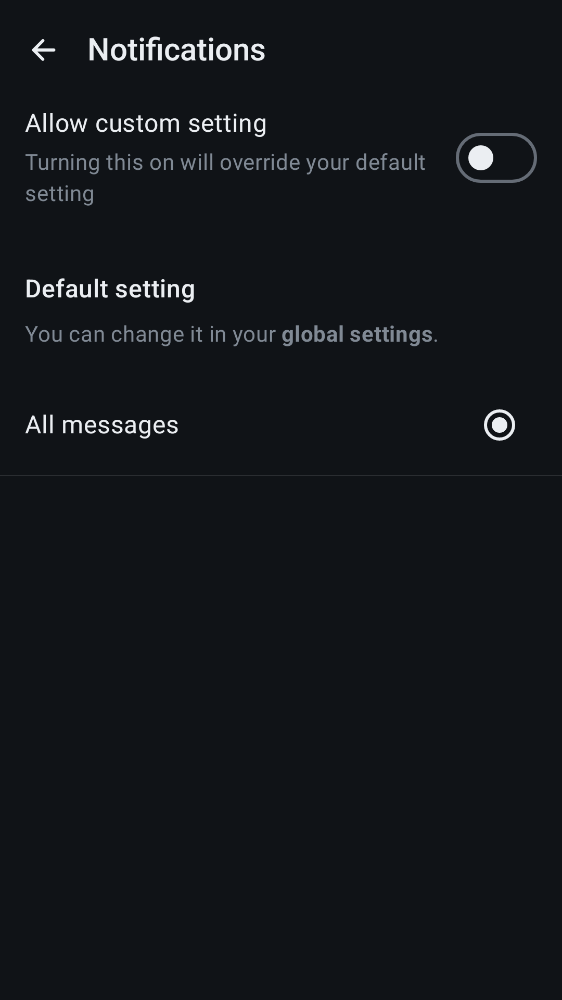 Notifications
Allow custom setting
Turning this on will override your default
setting
Default setting
You can change it in your global settings.
All messages